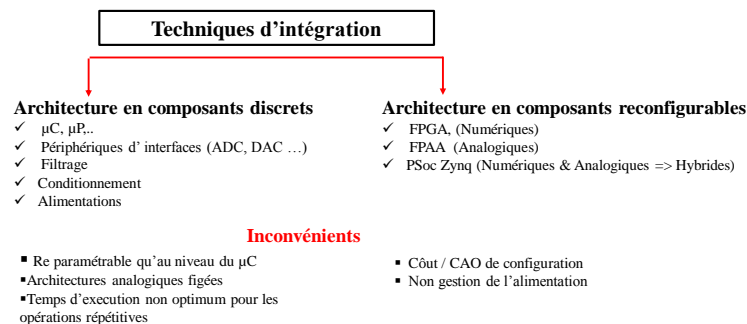 Techniques d'intégration
Architecture en composants discrets
✓ µC, µP,..
✓ Périphériques d' interfaces (ADC, DAC …)
✓ Filtrage
✓ Conditionnement
✓ Alimentations
Architecture en composants reconfigurables
✓ FPGA, (Numériques)
✓ FPAA (Analogiques)
✓ PSoc Zynq (Numériques & Analogiques => Hybrides)
Inconvénients
▪ Re paramétrable qu'au niveau du µC
▪Architectures analogiques figées
▪Temps d'execution non optimum pour les
opérations répétitives
▪ Côut / CAO de configuration
▪ Non gestion de l'alimentation